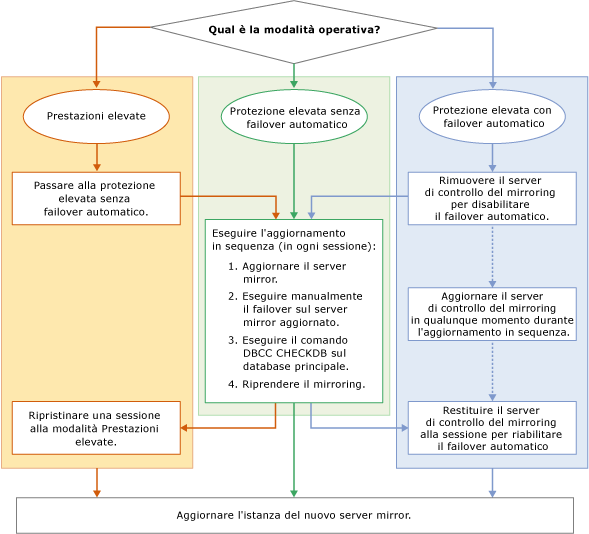 Qual è la modalità operativa?
Prestazioni elevate
Protezione elevata senza
failover automatico
Protezione elevata con
failover automatico
Passare alla protezione
elevata senza
failover automatico.
Rimuovere il server
di controllo del mirroring
per disabilitare
il failover automatico.
Eseguire l'aggiornamento
in sequenza (in ogni sessione):
1. Aggiornare il server
mirror.
2. Eseguire manualmente
il failover sul server
mirror aggiornato.
3. Eseguire il comando
DBCC CHECKDB sul
database principale.
4. Riprendere il mirroring.
Aggiornare il server
di controllo del mirroring
in qualunque momento durante
l'aggiornamento in sequenza.
Ripristinare una sessione
alla modalità Prestazioni
elevate.
Restituire il server
di controllo del mirroring
alla sessione per riabilitare
il failover automatico
Aggiornare l'istanza del nuovo server mirror.